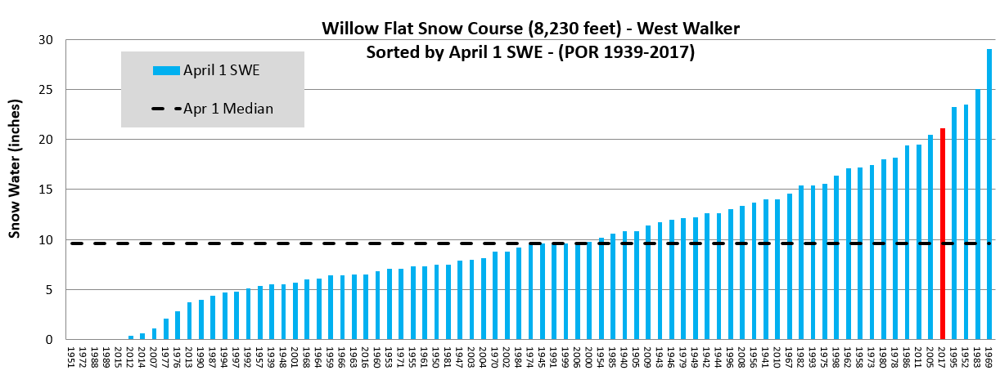 Willow Flat Snow Course (8,230 feet) - West Walker
Sorted by April 1 SWE - (POR 1939-2017)
April 1 SWE
Apr 1 Median
Snow Water (inches)
30
25
20
15
10
5
0
1951 1972 1988 1989 2015 2012 2014 2007 1977 1976 2013 1990 1987 1994 1997 1992 1957 1939 1948 2001 1968 1964 1959 1966 1963 2016 1960 1953 1971 1955 1961 1950 1981 1947 2003 2004 1970 2002 1984 1974 1945 1991 1999 2006 2000 1954 1985 1940 2005 2009 1943 1946 1979 1949 1942 1944 1996 2008 1956 1941 2010 1967 1982 1993 1975 1998 1962 1958 1973 1980 1978 1986 2011 2005 2017 1995 1952 1983 1969